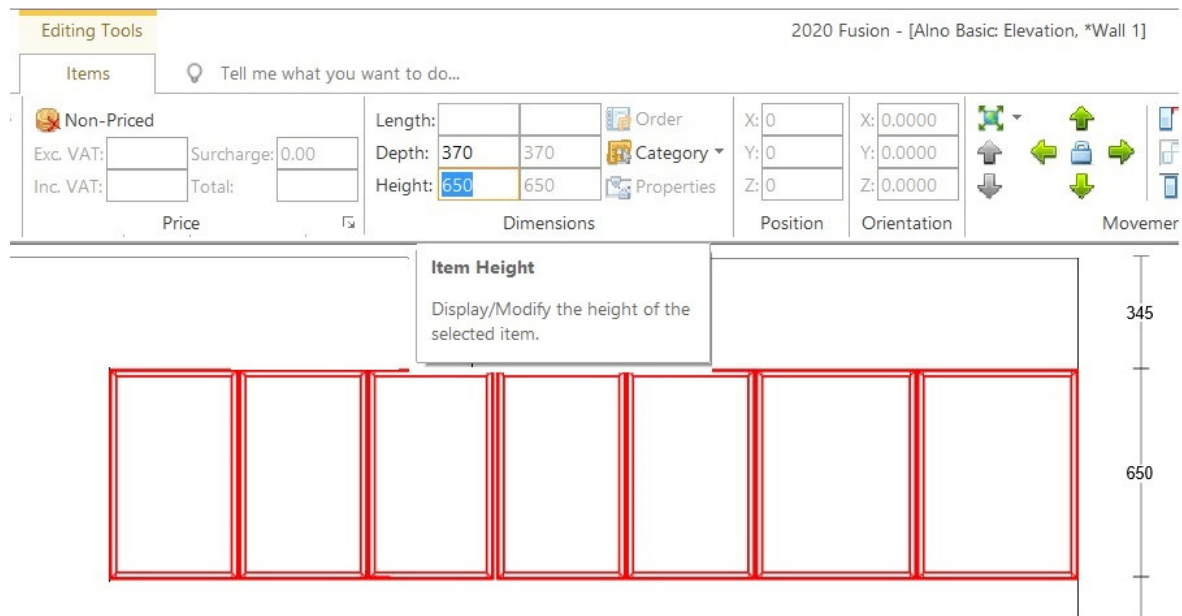 Editing Tools
2020 Fusion - [Alno Basic: Elevation, *Wall 1]
Items
Tell me what you want to do...
Non-Priced
Exc. VAT:
Surcharge: 0.00
Inc. VAT:
Total:
Price
Length:
Order
Depth: 370 370
Category
Height: 650 650
Properties
Dimensions
X: 0
Y: 0
Z: 0
Position
X: 0.0000
Y: 0.0000
Z: 0.0000
Orientation
Movemer
Item Height
Display/Modify the height of the
selected item.
345
650